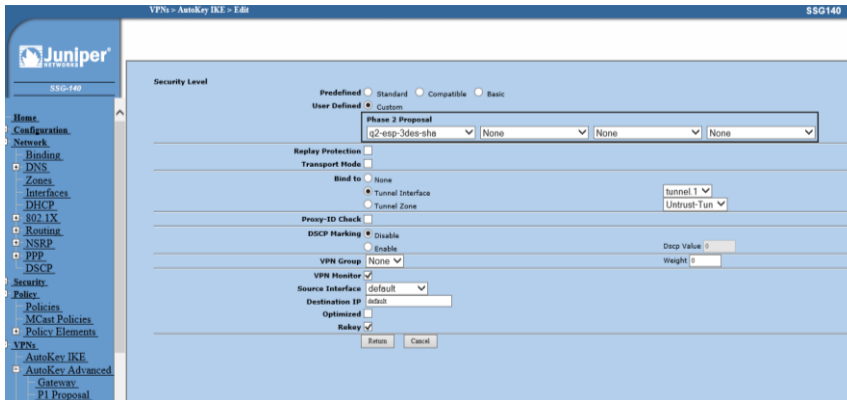 VPNs > AutoKey IKE > Edit
SSG140
Juniper
NETWORKS
SSG-140
Home
Configuration
Network
Binding
DNS
Zones
Interfaces
DHCP
802.1X
Routing
NSRP
PPP
DSCP
Security
Policy
Policies
MCast Policies
Policy Elements
VPNs
AutoKey IKE
AutoKey Advanced
Gateway
P1 Proposal
Security Level
Predefined Standard Compatible Basic
User Defined Custom
Phase 2 Proposal
g2-esp-3des-sha None None None
Replay Protection
Transport Mode
Bind to None
Tunnel Interface tunnel.1
Tunnel Zone Untrust-Tun
Proxy-ID Check
DSCP Marking Disable
Enable Dscp Value 0
VPN Group None Weight 0
VPN Monitor
Source Interface default
Destination IP default
Optimized
Rekey
Return Cancel